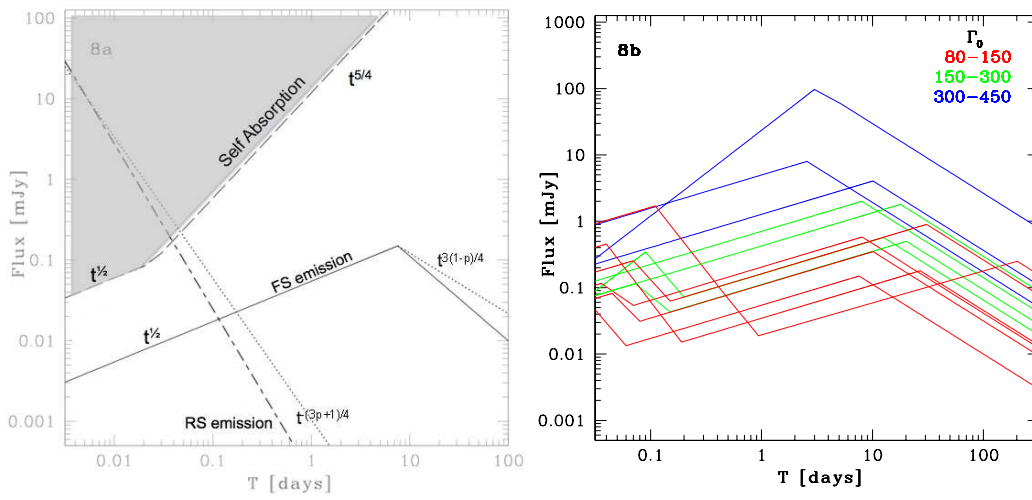 8a
100
10
1
0.1
0.01
0.001
Flux [mJy]
Self Absorption
t^5/4
t^½
FS emission
t^3(1-p)/4
t^½
RS emission
t^-(3p+1)/4
0.01
0.1
1
10
100
T [days]
8b
Γ₀
80−150
150−300
300−450
1000
100
10
1
0.1
0.01
0.001
Flux [mJy]
0.1
1
10
100
T [days]